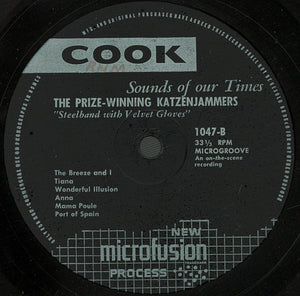 COOK
Sounds of our Times
THE PRIZE-WINNING KATZENJAMMERS
"Steelband with Velvet Gloves"
1047-B
33⅓ RPM
MICROGROOVE
An on-the-scene
recording
The Breeze and I
Tiana
Wonderful Illusion
Anna
Mama Poule
Port of Spain
NEW
microfusion
PROCESS